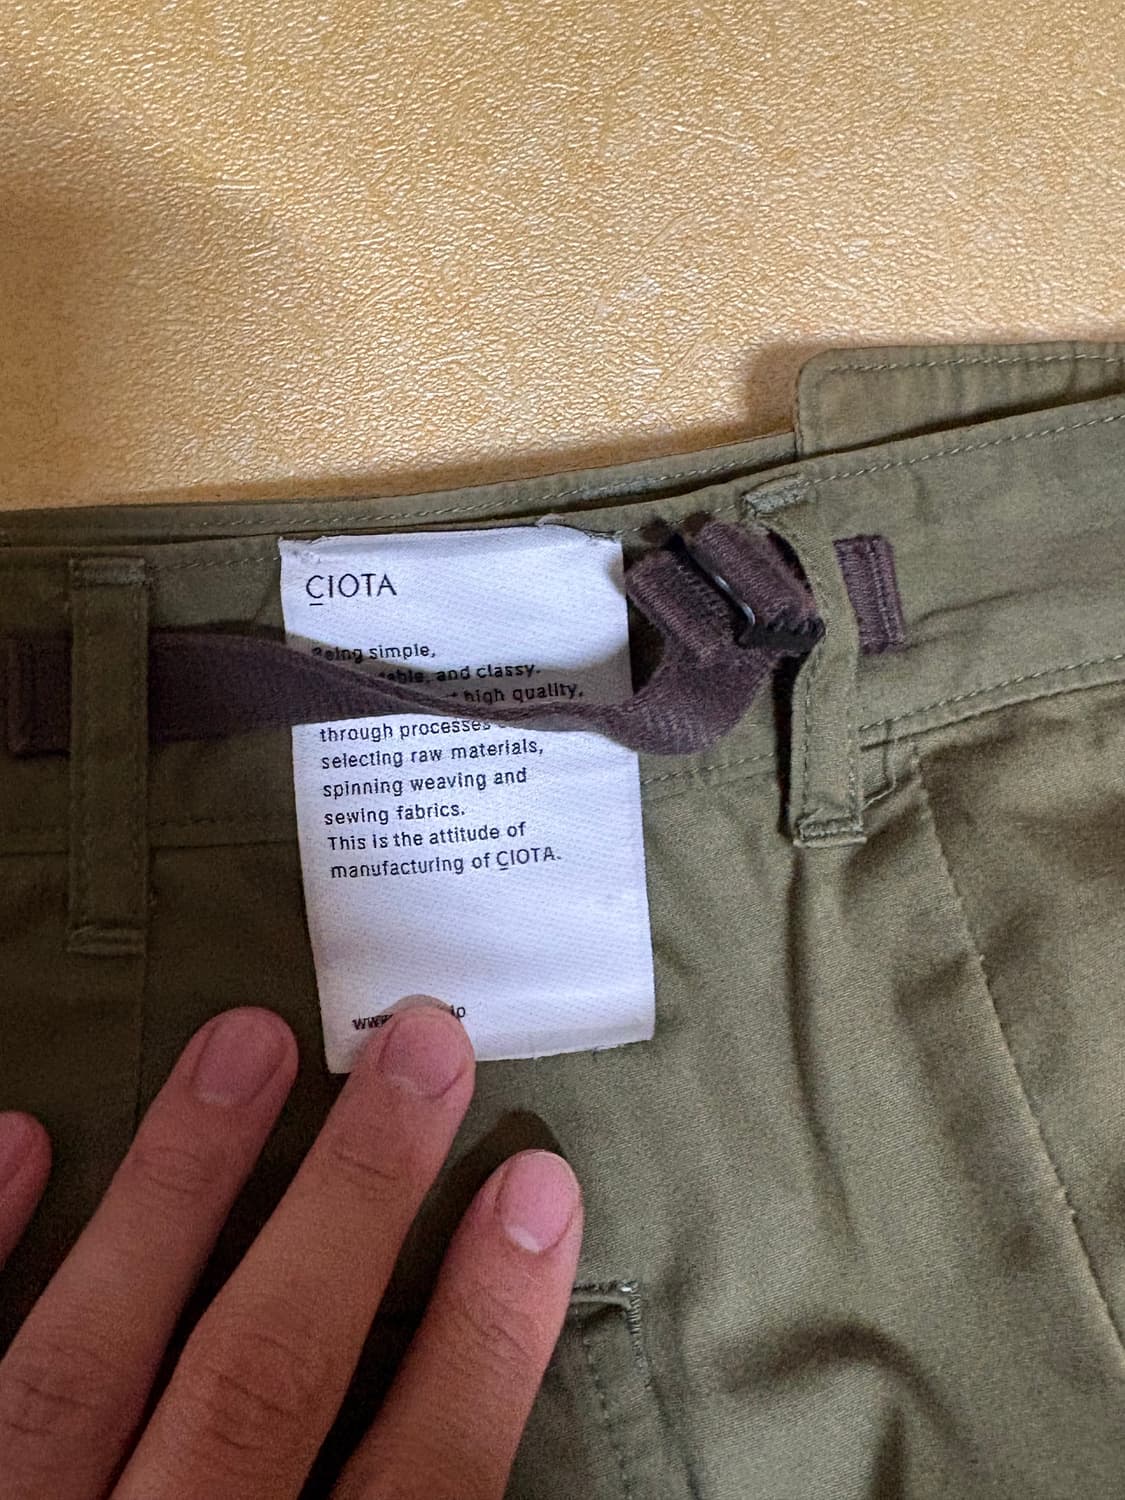 CIOTA
Being simple,
and classy.
high quality,
through processes
selecting raw materials,
spinning weaving and
sewing fabrics.
This is the attitude of
manufacturing of CIOTA.